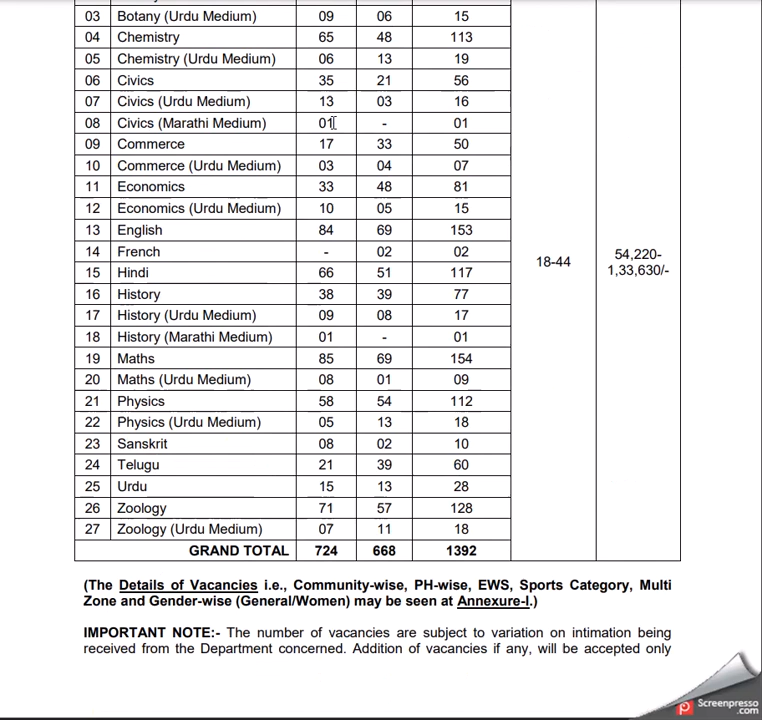 03 Botany (Urdu Medium) 09 06 15
04 Chemistry 65 48 113
05 Chemistry (Urdu Medium) 06 13 19
06 Civics 35 21 56
07 Civics (Urdu Medium) 13 03 16
08 Civics (Marathi Medium) 01 - 01
09 Commerce 17 33 50
10 Commerce (Urdu Medium) 03 04 07
11 Economics 33 48 81
12 Economics (Urdu Medium) 10 05 15
13 English 84 69 153
14 French - 02 02
18-44
54,220-
1,33,630/-
15 Hindi 66 51 117
16 History 38 39 77
17 History (Urdu Medium) 09 08 17
18 History (Marathi Medium) 01 - 01
19 Maths 85 69 154
20 Maths (Urdu Medium) 08 01 09
21 Physics 58 54 112
22 Physics (Urdu Medium) 05 13 18
23 Sanskrit 08 02 10
24 Telugu 21 39 60
25 Urdu 15 13 28
26 Zoology 71 57 128
27 Zoology (Urdu Medium) 07 11 18
GRAND TOTAL 724 668 1392
(The Details of Vacancies i.e., Community-wise, PH-wise, EWS, Sports Category, Multi
Zone and Gender-wise (General/Women) may be seen at Annexure-I.)
IMPORTANT NOTE:- The number of vacancies are subject to variation on intimation being
received from the Department concerned. Addition of vacancies if any, will be accepted only
Screenpresso
.com